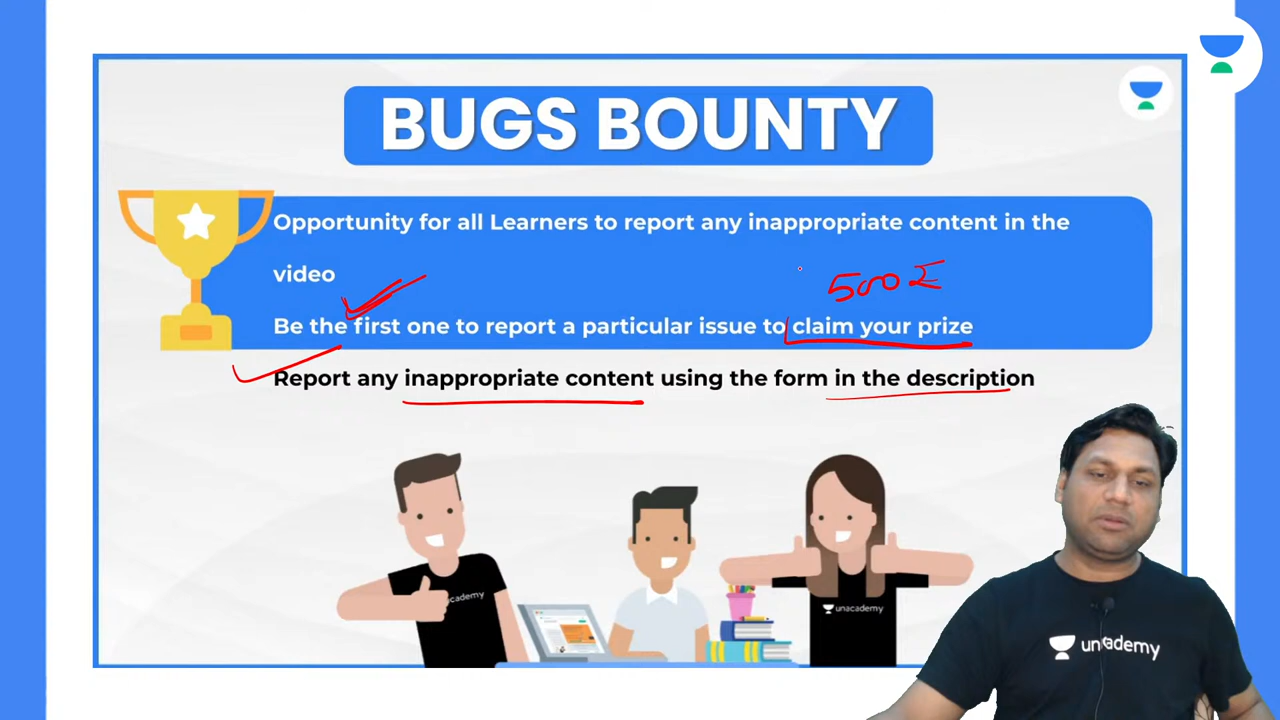 BUGS BOUNTY
Opportunity for all Learners to report any inappropriate content in the
video
500
Be the first one to report a particular issue to claim your prize
Report any inappropriate content using the form in the description
unacademy
unacademy